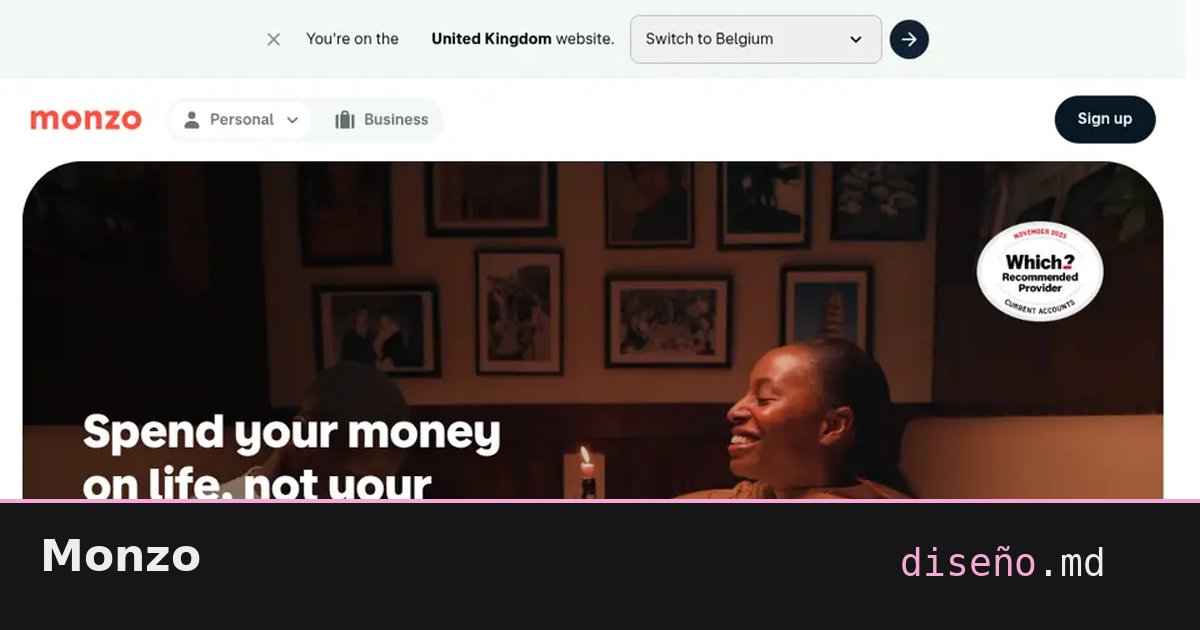 You're on the United Kingdom website.
Switch to Belgium
monzo
Personal
Business
Sign up
NOVEMBER 2025
Which?
Recommended
Provider
CURRENT ACCOUNTS
Spend your money
on life, not your
Monzo
diseño.md